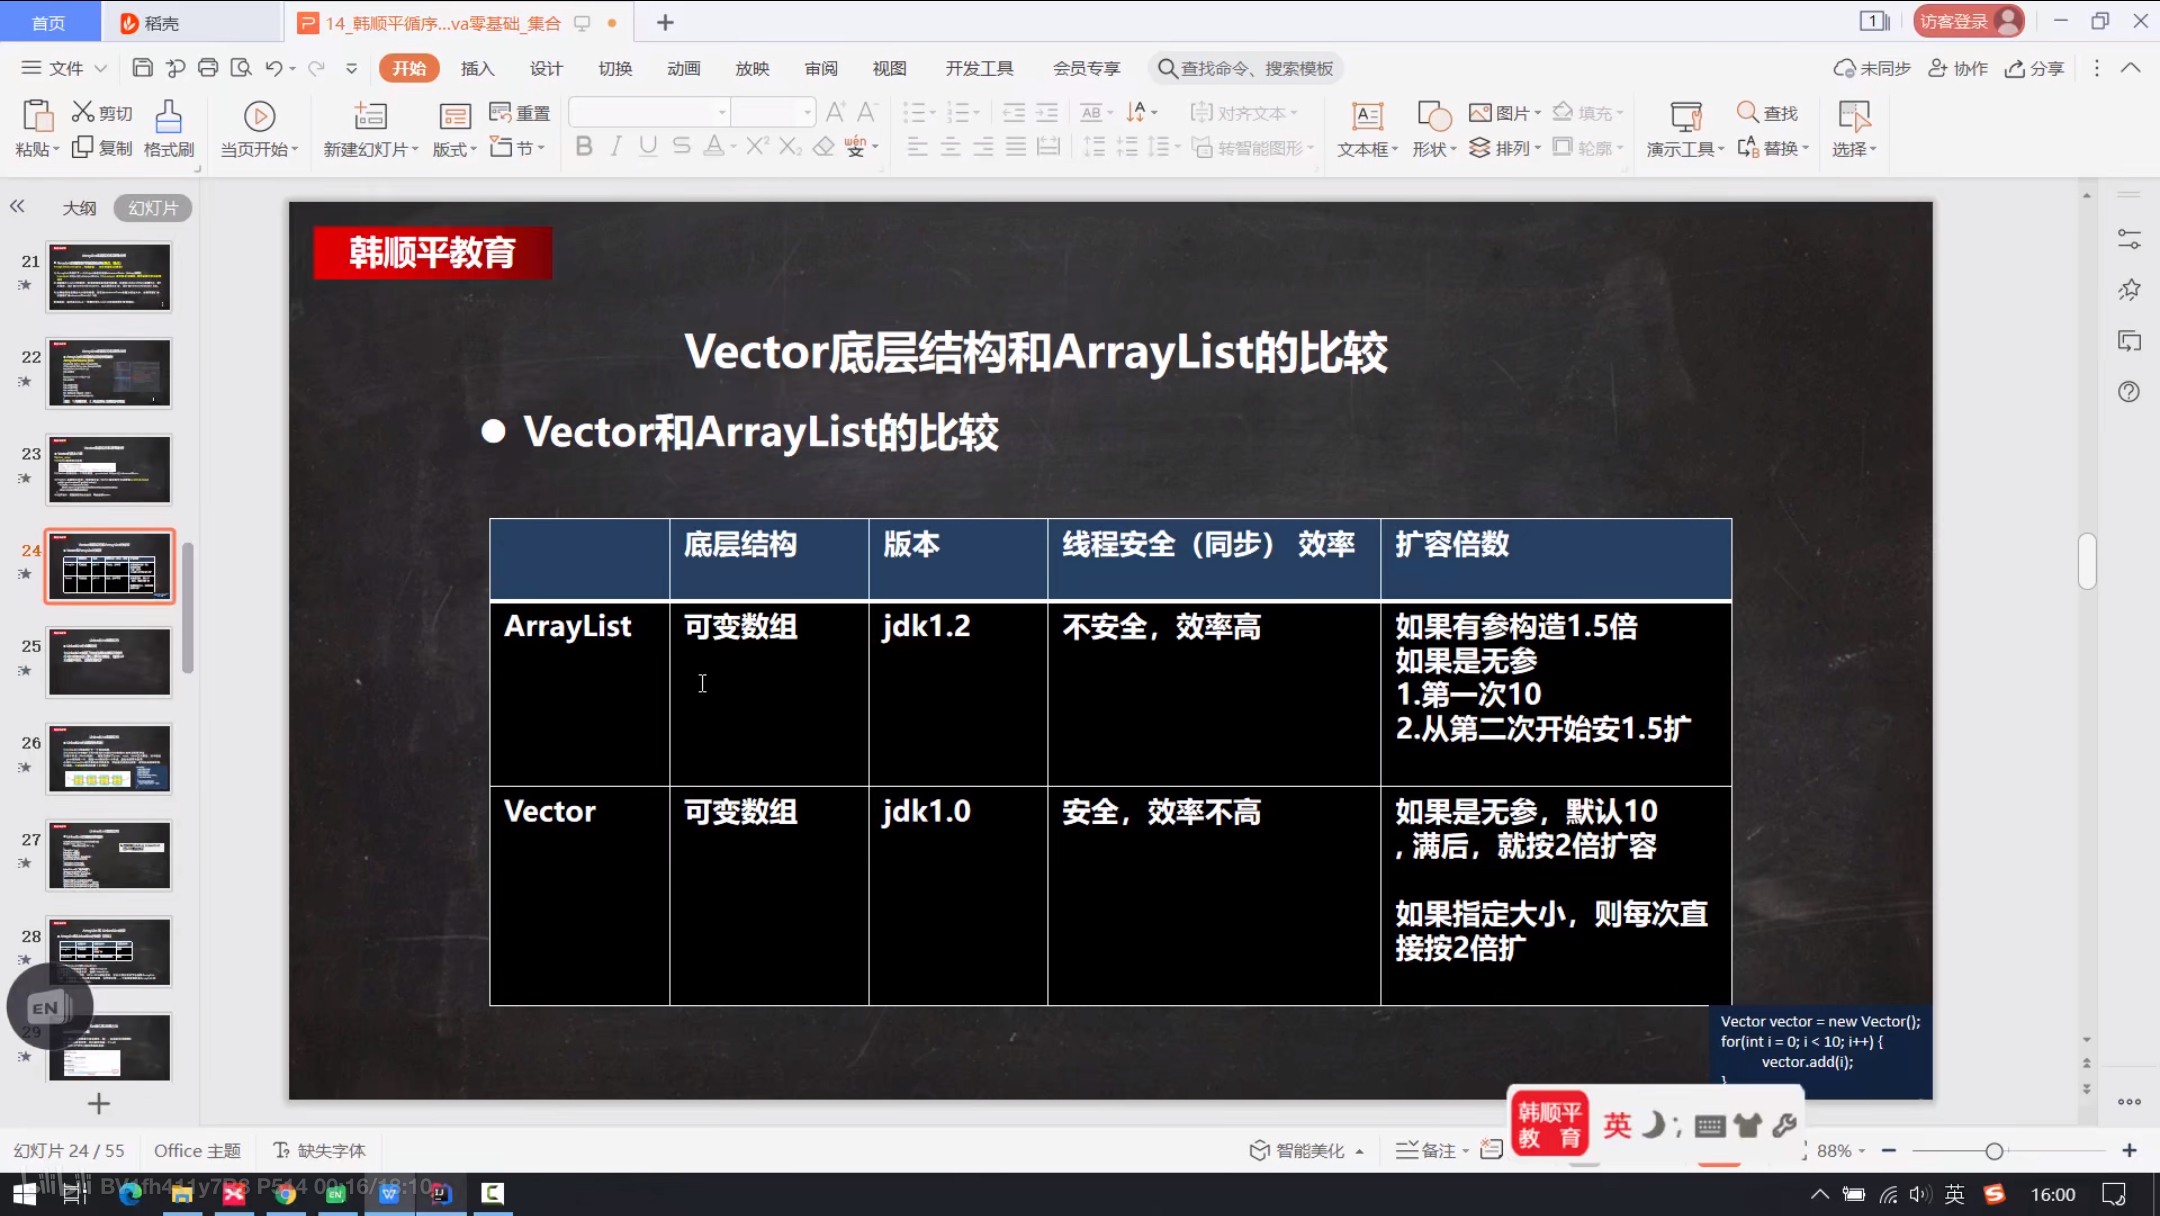 首页
稻壳
14_韩顺平循序...va零基础_集合
1
访客登录
文件
开始
插入
设计
切换
动画
放映
审阅
视图
开发工具
会员专享
查找命令、搜索模板
未同步
协作
分享
粘贴
剪切
复制
格式刷
当页开始
新建幻灯片
版式
重置
节
对齐文本
转智能图形
文本框
形状
图片
排列
填充
轮廓
演示工具
查找
替换
选择
大纲
幻灯片
21
22
23
24
25
26
27
28
29
EN
韩顺平教育
Vector底层结构和ArrayList的比较
● Vector和ArrayList的比较
底层结构 版本 线程安全（同步） 效率 扩容倍数
ArrayList 可变数组 jdk1.2 不安全，效率高 如果有参构造1.5倍
如果是无参
1.第一次10
2.从第二次开始安1.5扩
Vector 可变数组 jdk1.0 安全，效率不高 如果是无参，默认10
，满后，就按2倍扩容
如果指定大小，则每次直
接按2倍扩
Vector vector = new Vector();
for(int i = 0; i < 10; i++) {
vector.add(i);
}
韩顺平
教 育
英
幻灯片 24 / 55
Office 主题
缺失字体
智能美化
备注
88%
BV1fh411y7R8 P514 00:16/18:10
英
16:00